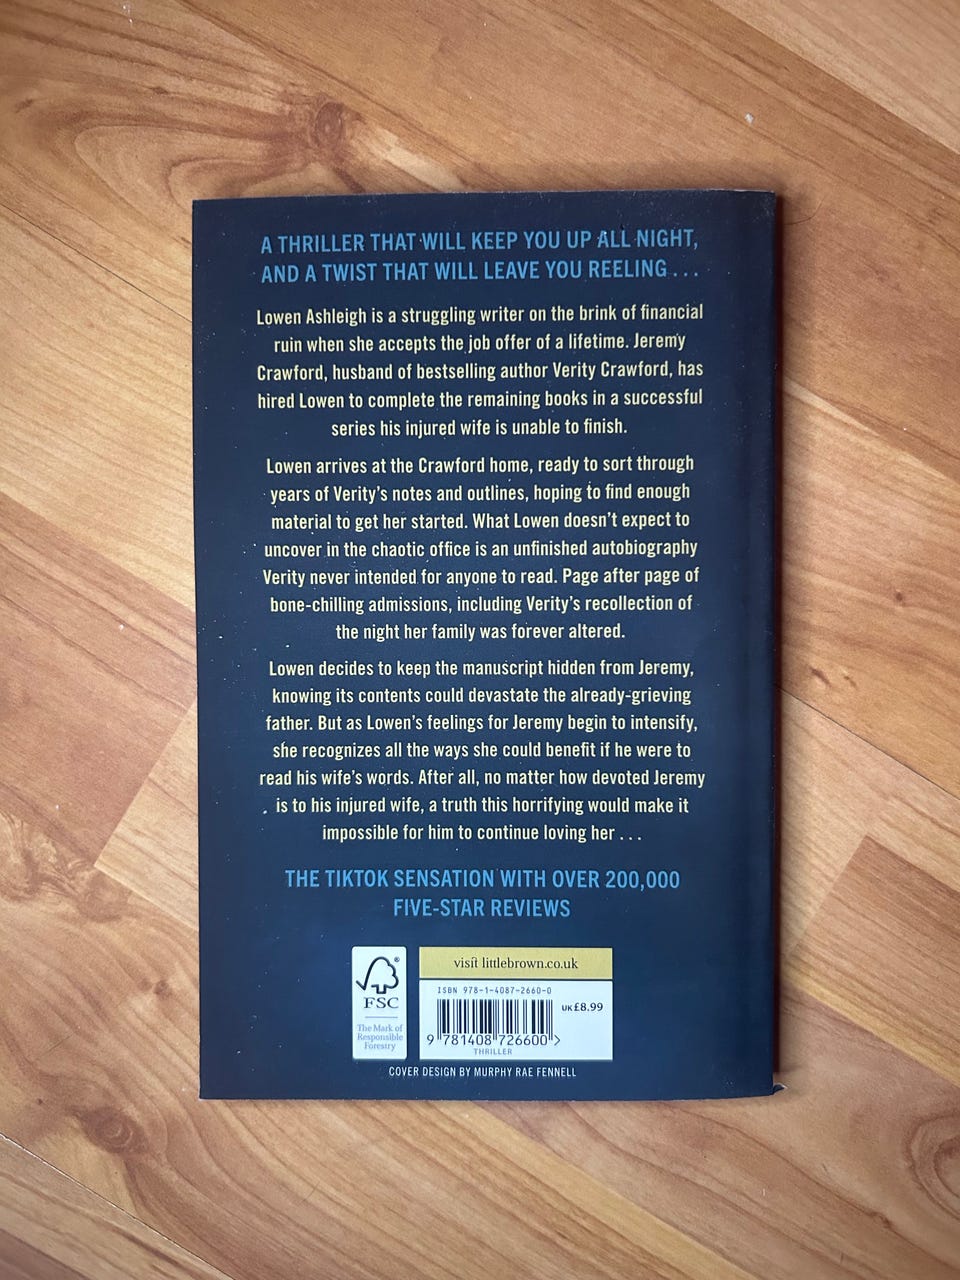 A THRILLER THAT WILL KEEP YOU UP ALL NIGHT,
AND A TWIST THAT WILL LEAVE YOU REELING . . .
Lowen Ashleigh is a struggling writer on the brink of financial
ruin when she accepts the job offer of a lifetime. Jeremy
Crawford, husband of bestselling author Verity Crawford, has
hired Lowen to complete the remaining books in a successful
series his injured wife is unable to finish.
Lowen arrives at the Crawford home, ready to sort through
years of Verity’s notes and outlines, hoping to find enough
material to get her started. What Lowen doesn’t expect to
uncover in the chaotic office is an unfinished autobiography
Verity never intended for anyone to read. Page after page of
bone-chilling admissions, including Verity’s recollection of
the night her family was forever altered.
Lowen decides to keep the manuscript hidden from Jeremy,
knowing its contents could devastate the already-grieving
father. But as Lowen’s feelings for Jeremy begin to intensify,
she recognizes all the ways she could benefit if he were to
read his wife’s words. After all, no matter how devoted Jeremy
is to his injured wife, a truth this horrifying would make it
impossible for him to continue loving her . . .
THE TIKTOK SENSATION WITH OVER 200,000
FIVE-STAR REVIEWS
FSC
The Mark of
Responsible
Forestry
visit littlebrown.co.uk
ISBN 978-1-4087-2660-0
UK £8.99
9 781408 726600 >
THRILLER
COVER DESIGN BY MURPHY RAE FENNELL